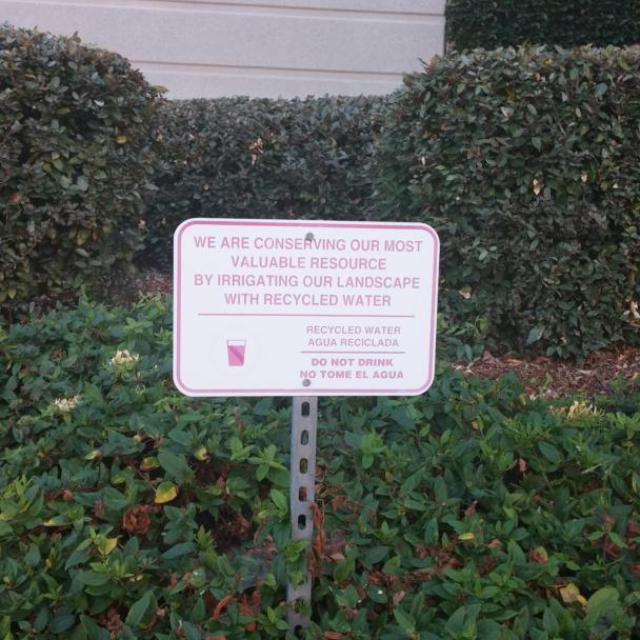 WE ARE CONSERVING OUR MOST
VALUABLE RESOURCE
BY IRRIGATING OUR LANDSCAPE
WITH RECYCLED WATER
RECYCLED WATER
AGUA RECICLADA
DO NOT DRINK
NO TOME EL AGUA